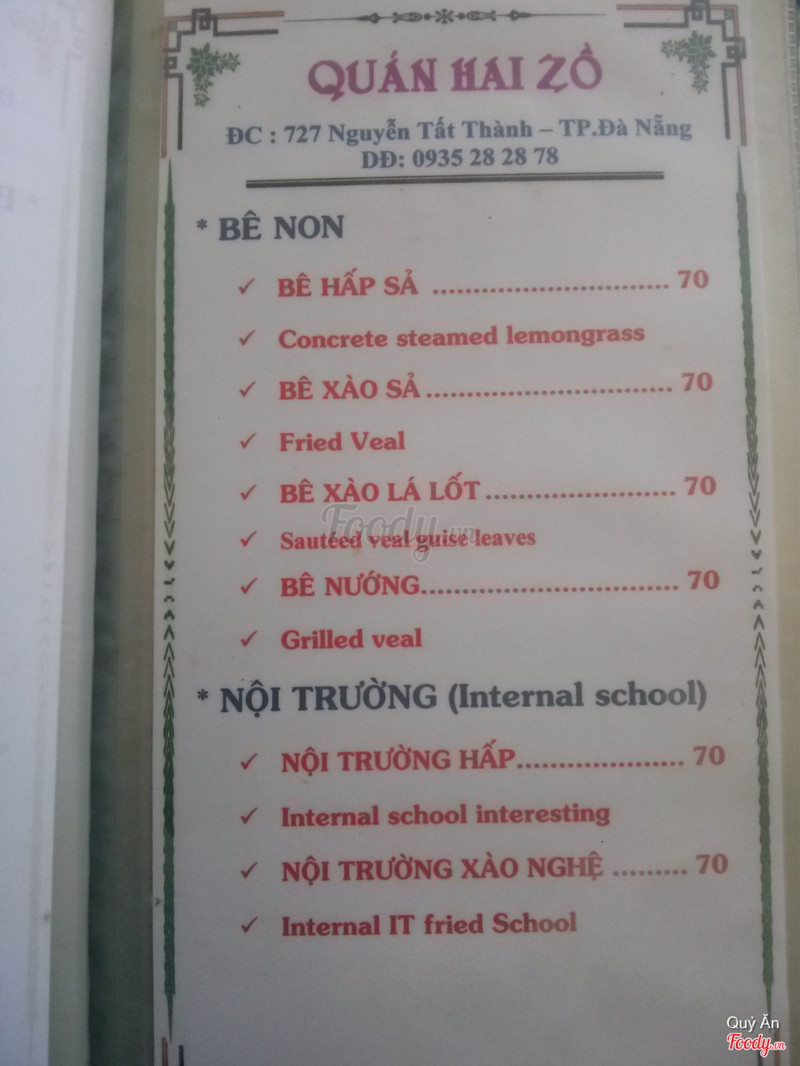 QUÁN HAI ZÔ
ĐC : 727 Nguyễn Tất Thành – TP.Đà Nẵng
DĐ: 0935 28 28 78
* BÊ NON
✓ BÊ HẤP SẢ .............................. 70
✓ Concrete steamed lemongrass
✓ BÊ XÀO SẢ............................... 70
✓ Fried Veal
✓ BÊ XÀO LÁ LỐT........................ 70
✓ Sautéed veal guise leaves
✓ BÊ NƯỚNG................................ 70
✓ Grilled veal
* NỘI TRƯỜNG (Internal school)
✓ NỘI TRƯỜNG HẤP..................... 70
✓ Internal school interesting
✓ NỘI TRƯỜNG XÀO NGHỆ ......... 70
✓ Internal IT fried School
Foody.vn
Quỷ Ăn
Foody.vn